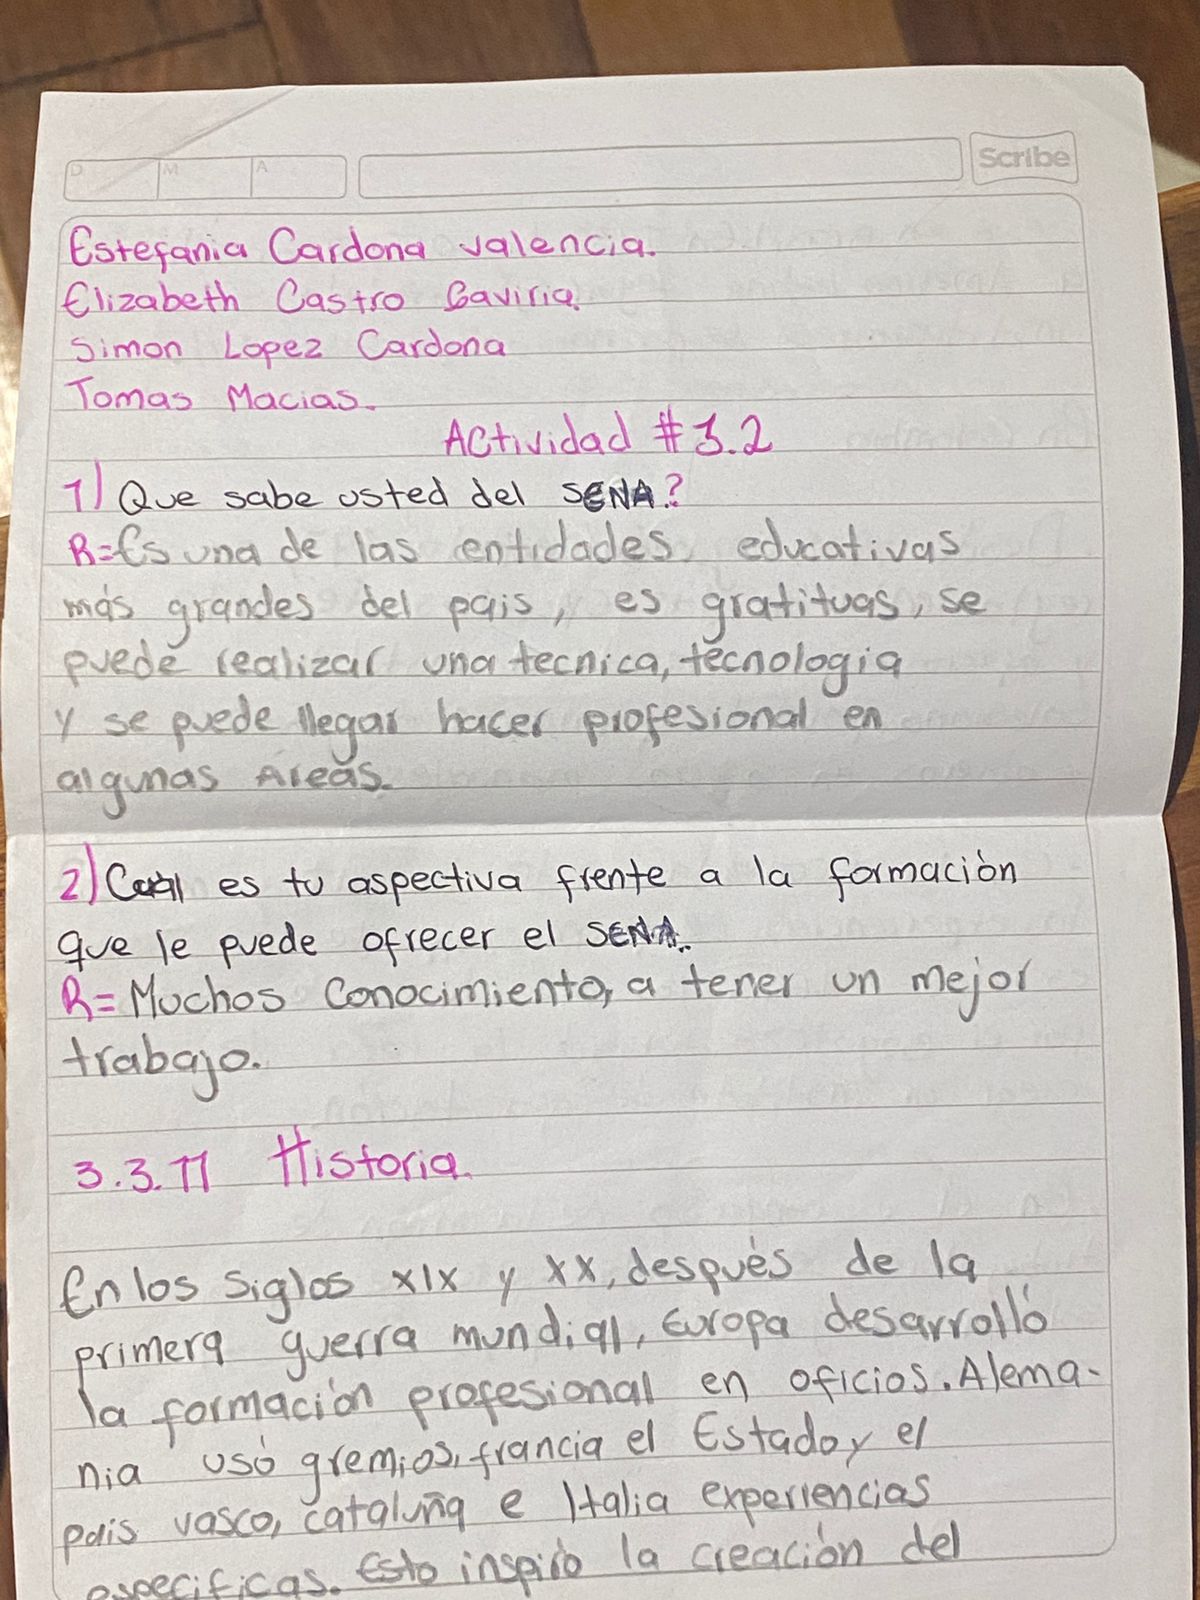 D M A
Scribe
Estefania Cardona valencia.
Elizabeth Castro Gaviria.
Simon Lopez Cardona
Tomas Macias.
Actividad #3.2
1) Que sabe usted del SENA?
R=Es una de las entidades educativas
más grandes del pais, es gratituas, se
puede realizar una tecnica, tecnologia
y se puede llegar hacer profesional en
algunas Areas.
2) Cual es tu aspectiva frente a la formación
que le puede ofrecer el SENA.
R= Muchos Conocimiento, a tener un mejor
trabajo.
3.3.11 Historia.
En los siglos XIX y XX, después de la
primera guerra mundial, Europa desarrolló
la formación profesional en oficios. Alema-
nia usó gremios, francia el Estado y el
pais vasco, cataluña e Italia experiencias
especificas. Esto inspiró la creación del